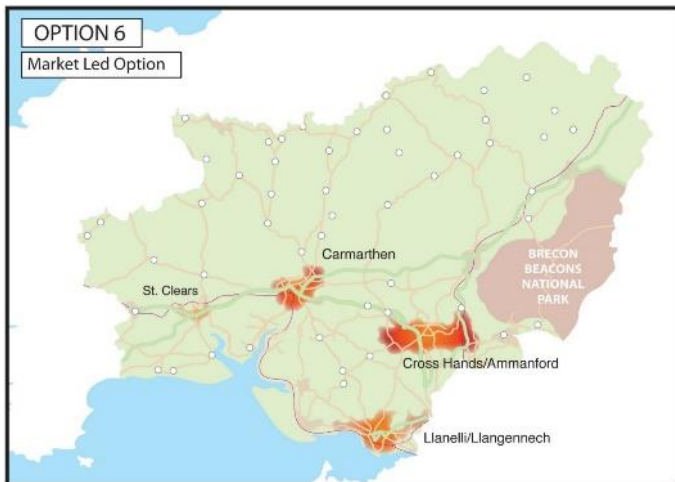 OPTION 6
Market Led Option
Carmarthen
BRECON
BEACONS
NATIONAL
PARK
St. Clears
Cross Hands/Ammanford
Llanelli/Llangennech